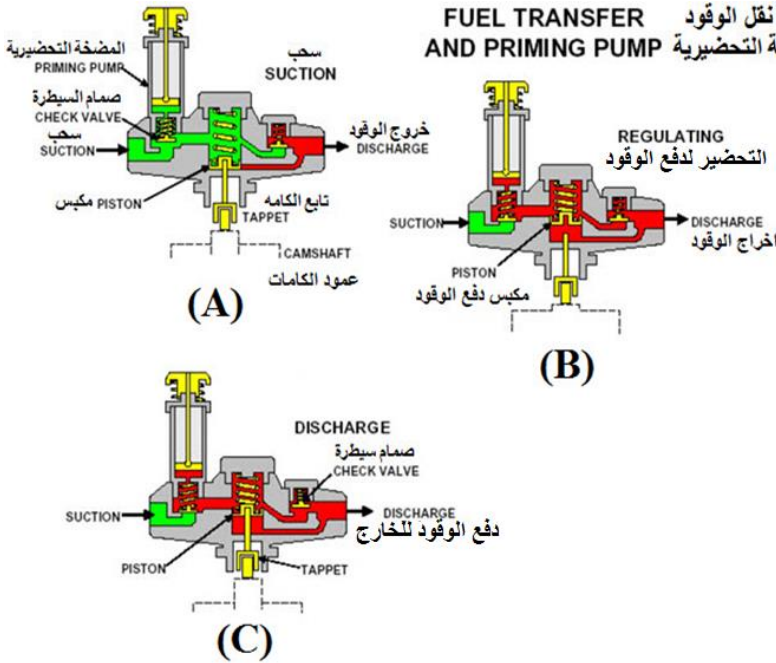 FUEL TRANSFER نقل الوقود
AND PRIMING PUMP ة التحضيرية
المضخة التحضيرية
PRIMING PUMP
صمام السيطرة
CHECK VALVE
سحب
SUCTION
سحب
SUCTION
خروج الوقود
DISCHARGE
مكبس PISTON
تابع الكامه
TAPPET
CAMSHAFT
عمود الكامات
(A)
REGULATING
التحضير لدفع الوقود
SUCTION
DISCHARGE
اخراج الوقود
PISTON
مكبس دفع الوقود
(B)
DISCHARGE
صمام سيطرة
CHECK VALVE
SUCTION
DISCHARGE
دفع الوقود للخارج
PISTON
TAPPET
(C)